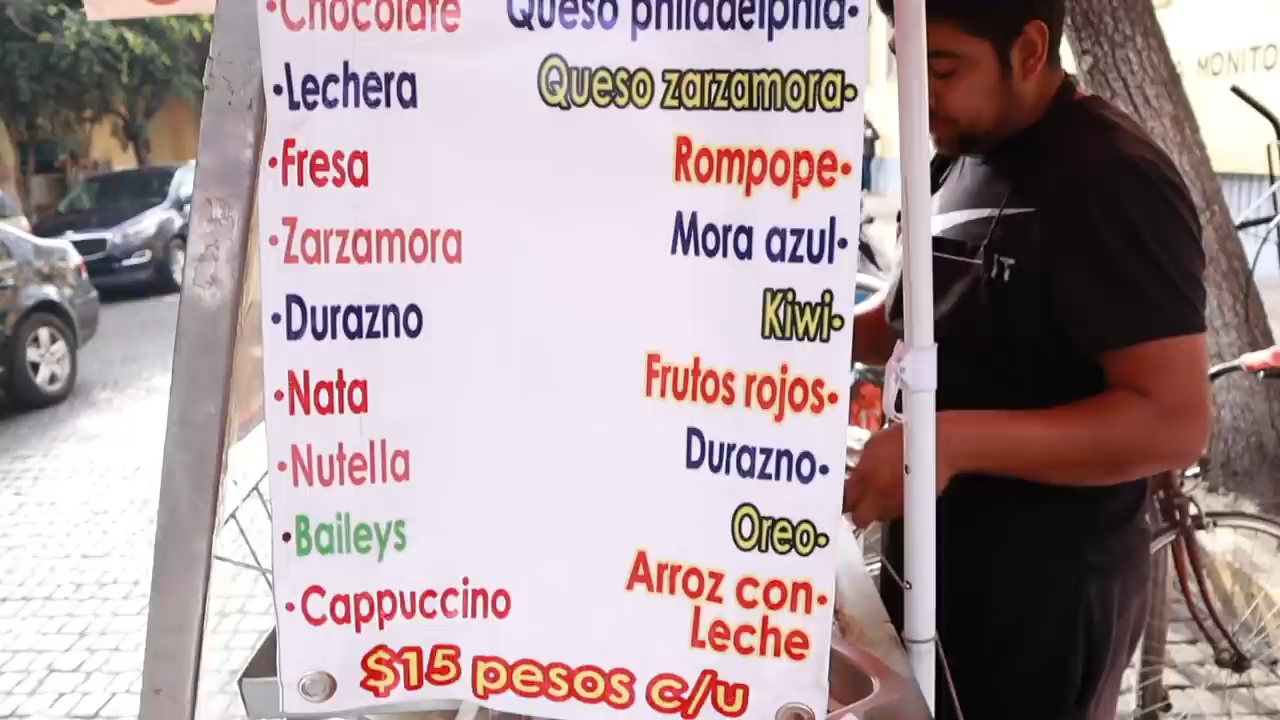 ·Chocolate
·Lechera
·Fresa
·Zarzamora
·Durazno
·Nata
·Nutella
·Baileys
·Cappuccino
Queso philadelphia·
Queso zarzamora·
Rompope·
Mora azul·
Kiwi·
Frutos rojos·
Durazno·
Oreo·
Arroz con·
Leche
$15 pesos c/u
MONITO